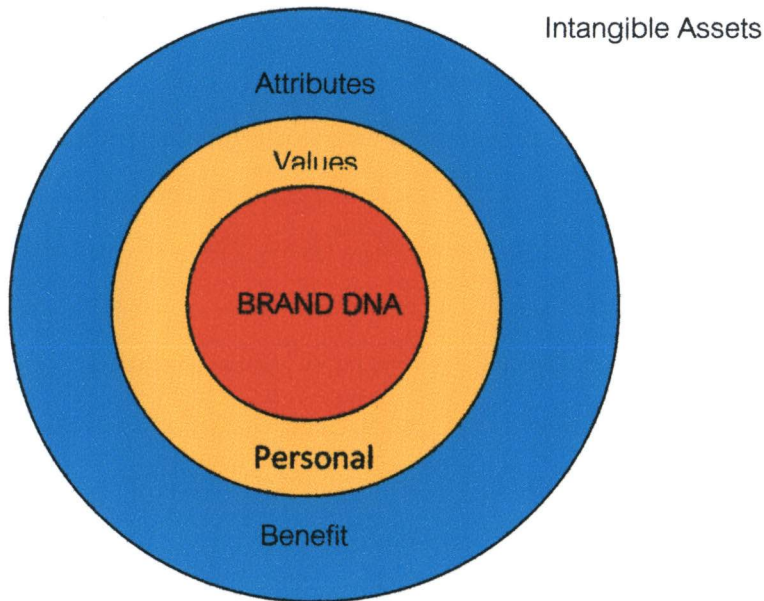 Intangible Assets
Attributes
Values
BRAND DNA
Personal
Benefit